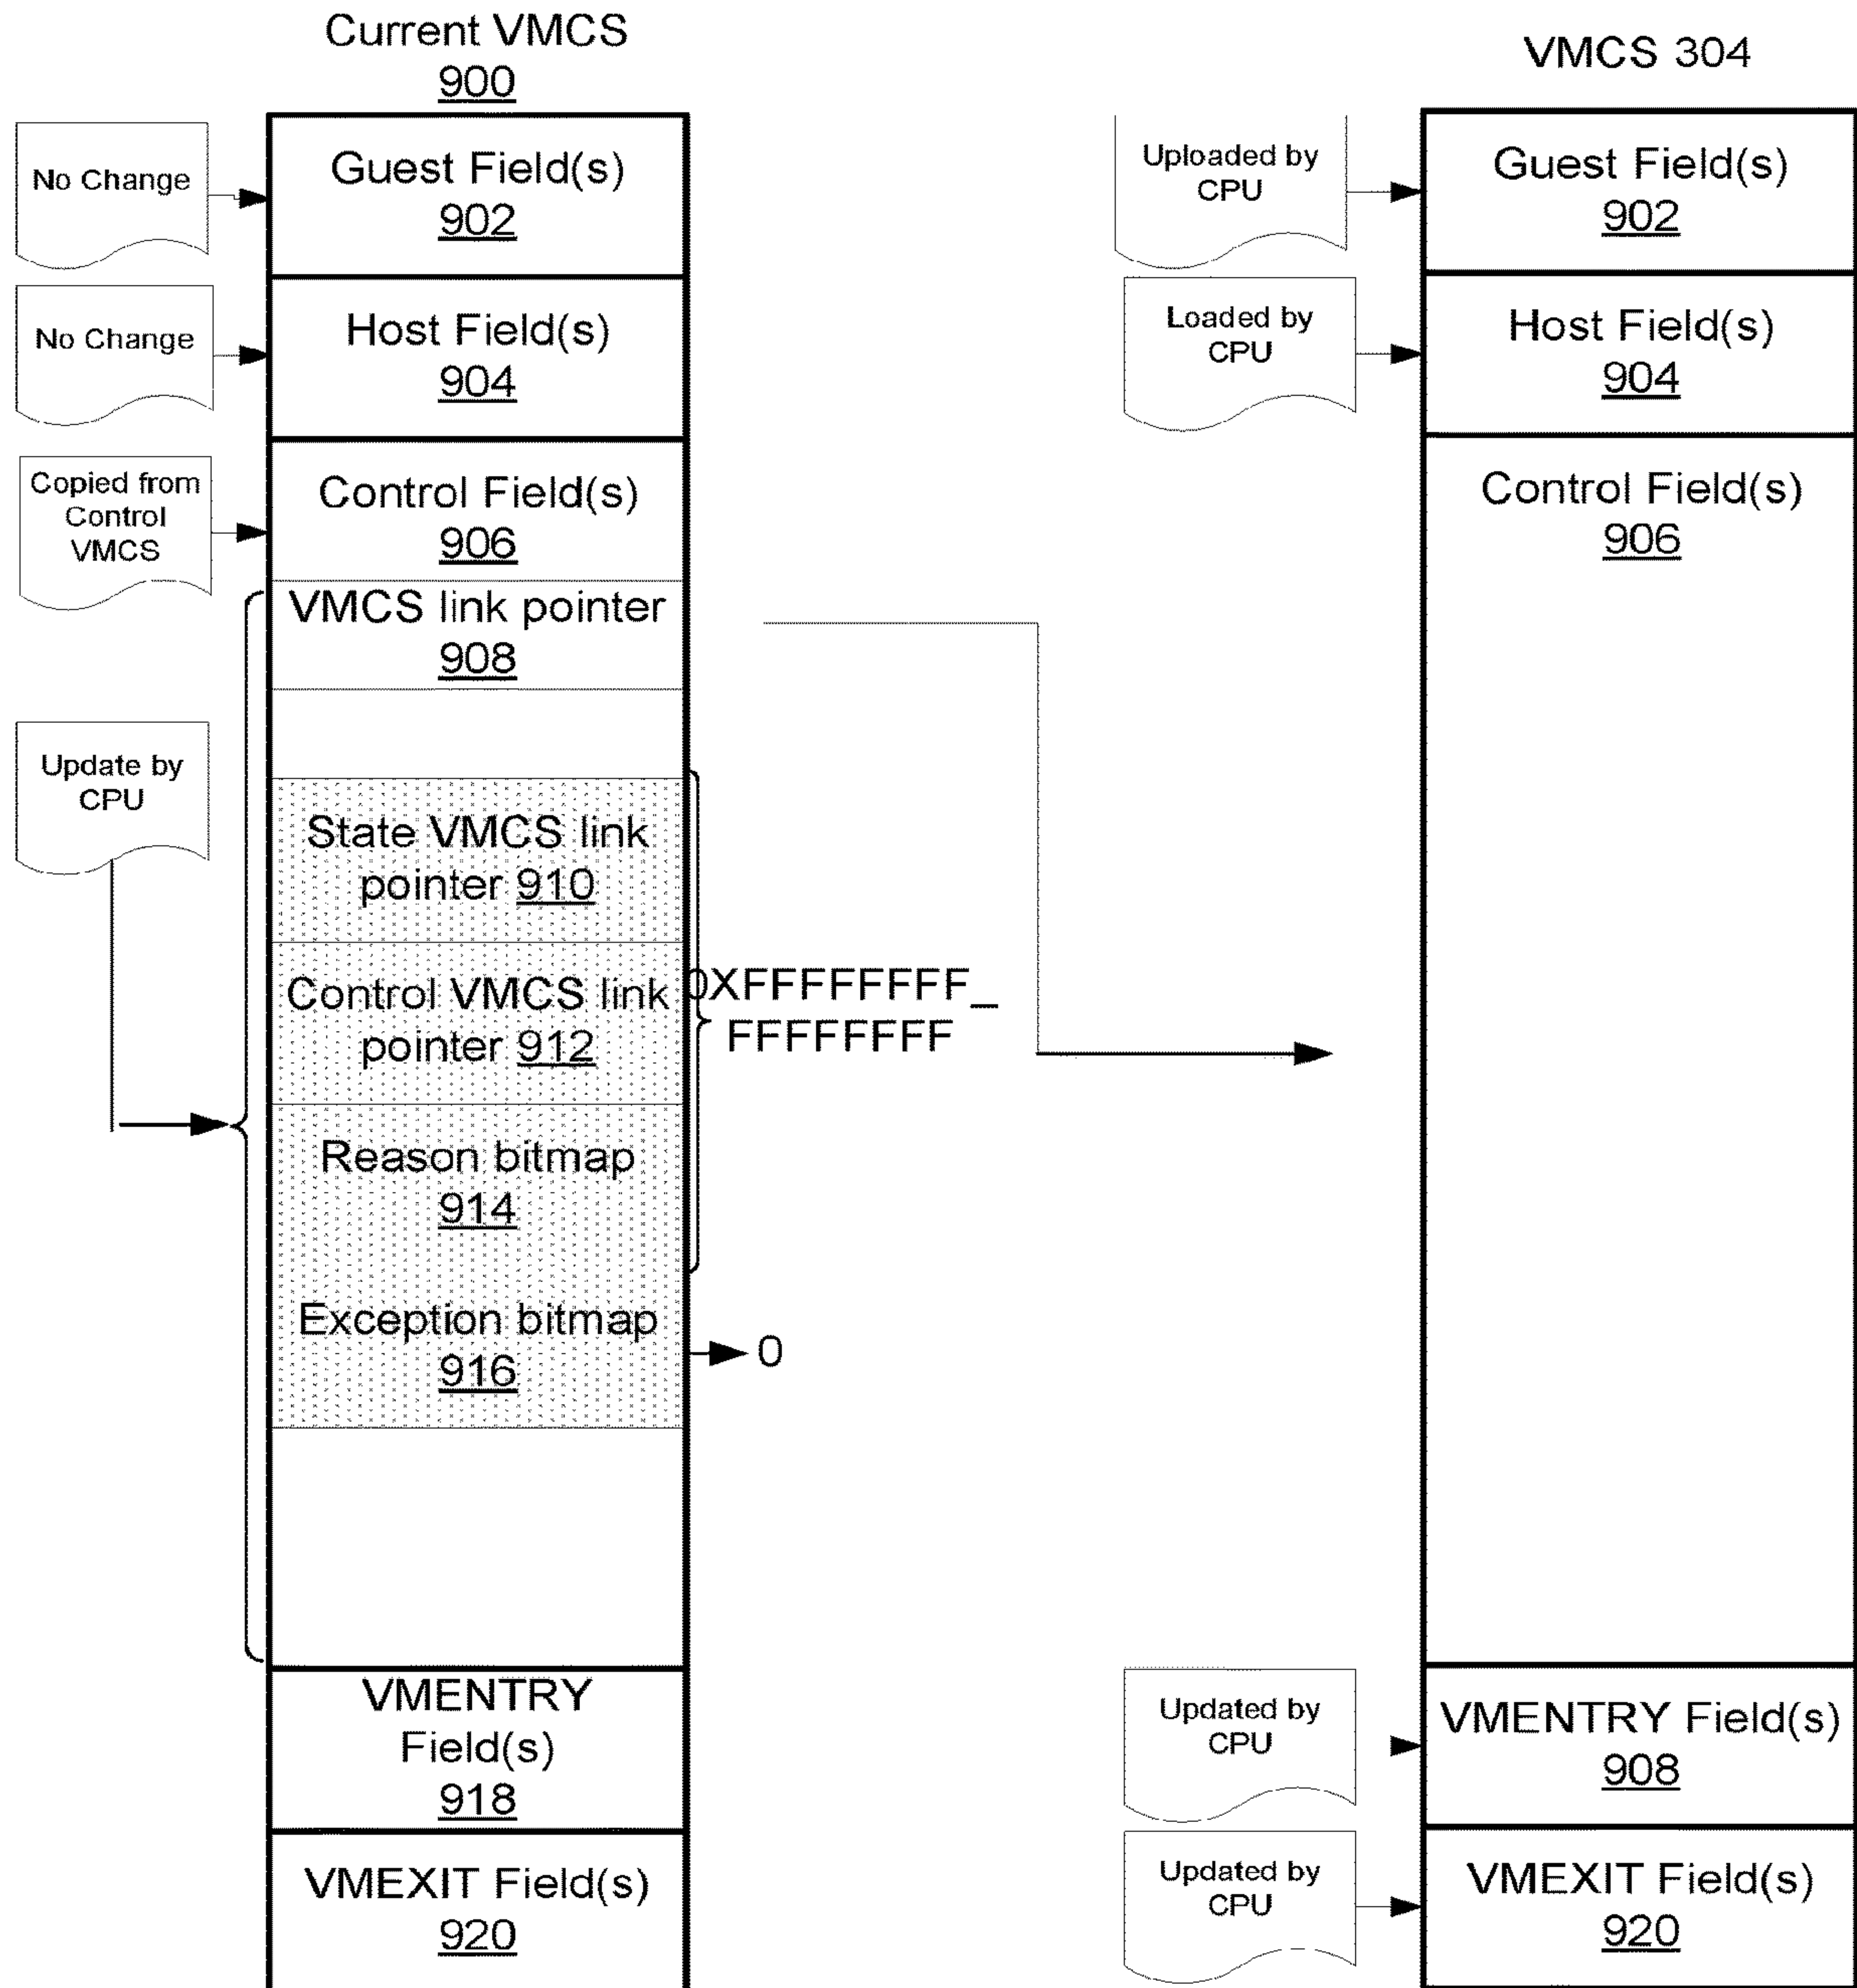 Current VMCS
900
No Change
Guest Field(s)
902
No Change
Host Field(s)
904
Copied from
Control
VMCS
Control Field(s)
906
VMCS link pointer
908
Update by
CPU
State VMCS link
pointer 910
Control VMCS link
pointer 912
0XFFFFFFFF_
FFFFFFFF
Reason bitmap
914
Exception bitmap
916
0
VMENTRY
Field(s)
918
VMEXIT Field(s)
920
VMCS 304
Uploaded by
CPU
Guest Field(s)
902
Loaded by
CPU
Host Field(s)
904
Control Field(s)
906
Updated by
CPU
VMENTRY Field(s)
908
Updated by
CPU
VMEXIT Field(s)
920